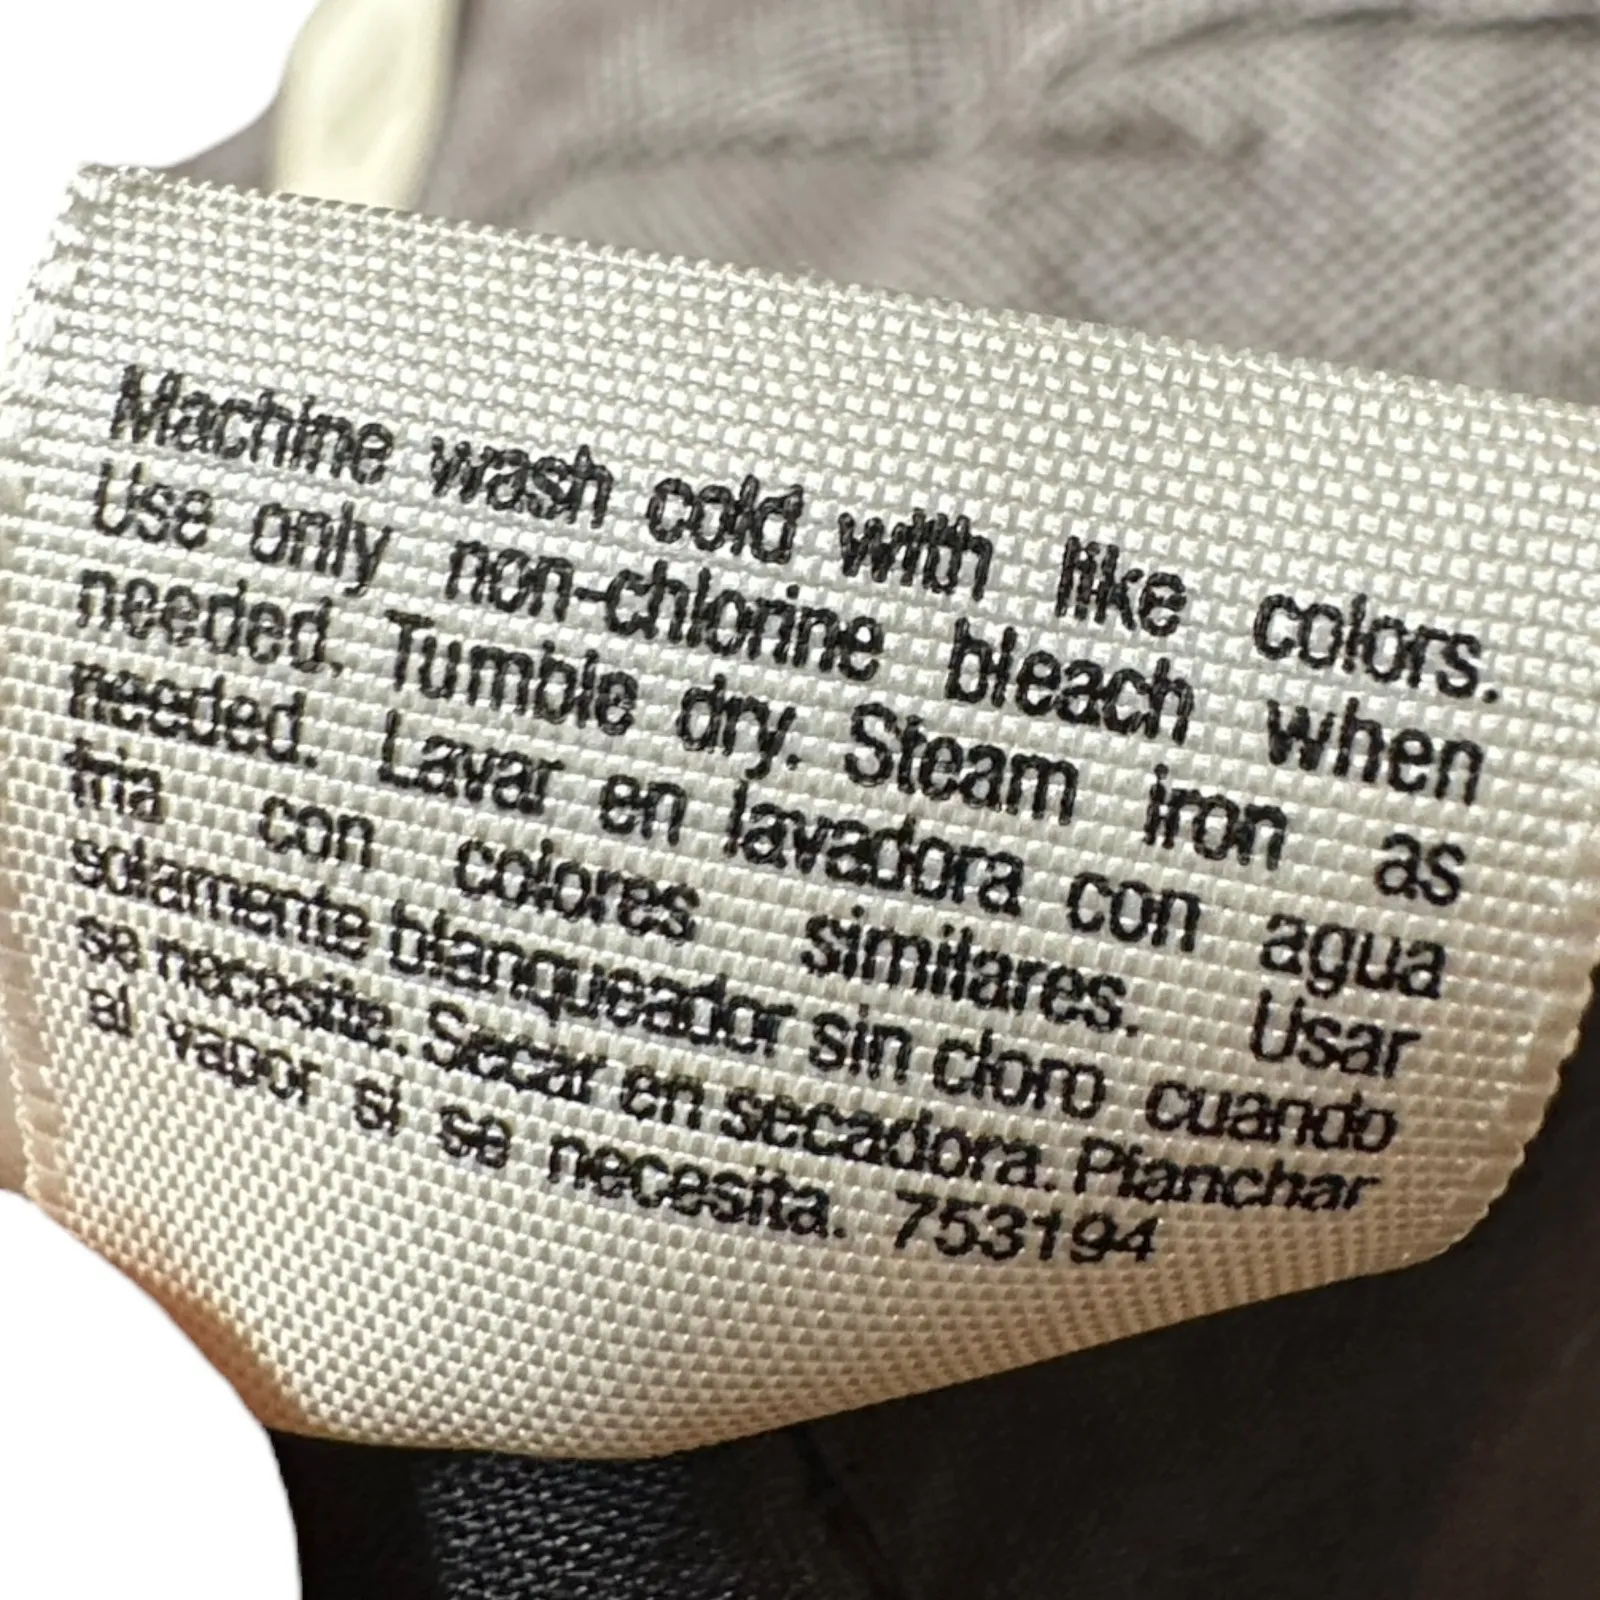 Machine wash cold with like colors.
Use only non-chlorine bleach when
needed. Tumble dry. Steam iron as
needed. Lavar en lavadora con agua
fria con colores similares. Usar
solamente blanqueador sin cloro cuando
se necesite. Secar en secadora. Planchar
al vapor si se necesita. 753194